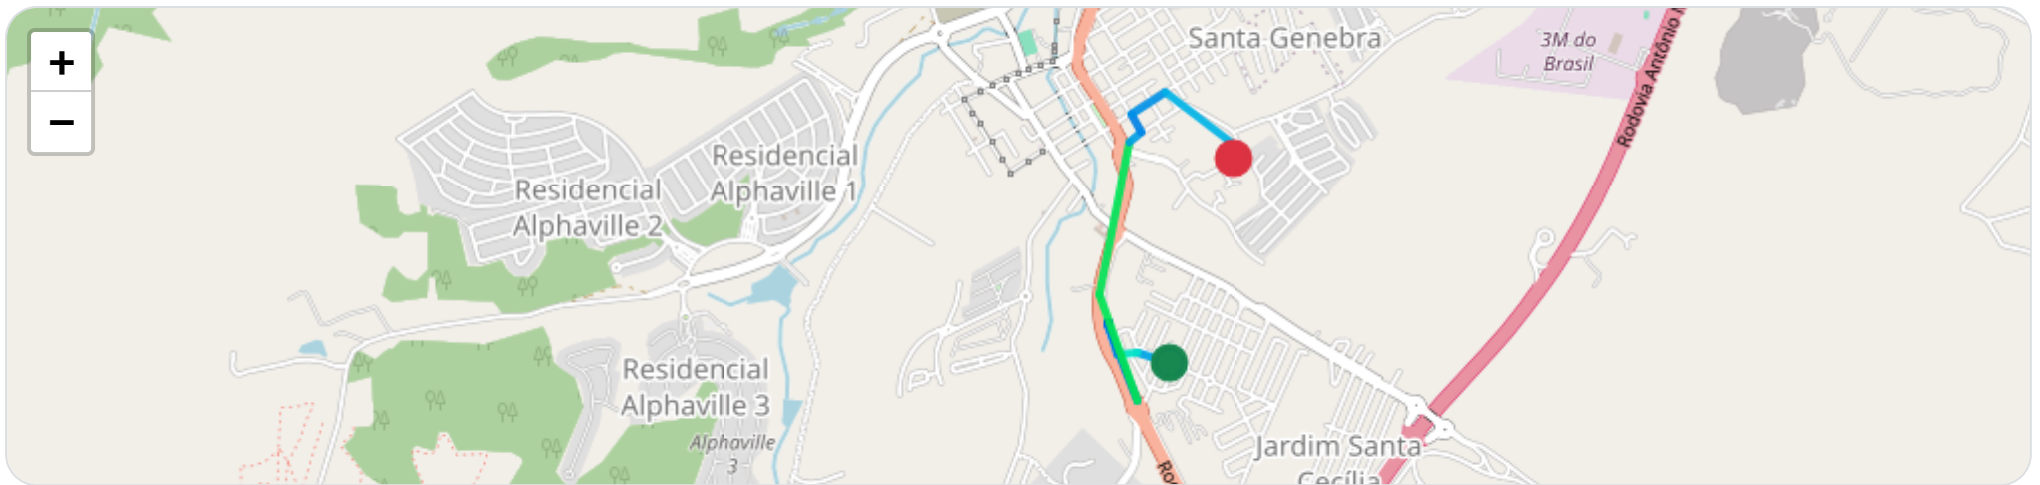 +
−
Santa Genebra
3M do
Brasil
Rodovia Antônio
Residencial
Alphaville 1
Residencial
Alphaville 2
Residencial
Alphaville 3
Alphaville
3
Jardim Santa
Cecília